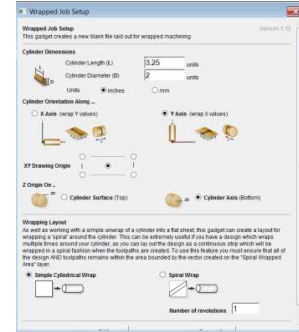 Wrapped Job Setup
Wrapped Job Setup
Version 1.12
This gadget creates a new blank file laid out for wrapped machining
Cylinder Dimensions
Cylinder Length (L) 3.25 units
Cylinder Diameter (Ø) 2 units
Units inches mm
Cylinder Orientation Along ...
X Axis (wrap Y values) Y Axis (wrap X values)
XY Drawing Origin
Z Origin On...
Cylinder Surface (Top) Cylinder Axis (Bottom)
Wrapping Layout
As well as working with a simple unwrap of a cylinder into a flat sheet, this gadget can create a layout for
wrapping a 'spiral' around the cylinder. This can be extremely useful if you have a design which wraps
multiple times around your cylinder, as you can lay out the design as a continuous strip which will be
wrapped in a spiral fashion when the toolpaths are created. To use this feature you must ensure that all of
the design AND toolpaths remains within the area bounded by the vector created on the "Spiral Wrapped
Area" layer.
Simple Cylindrical Wrap Spiral Wrap
Number of revolutions 1